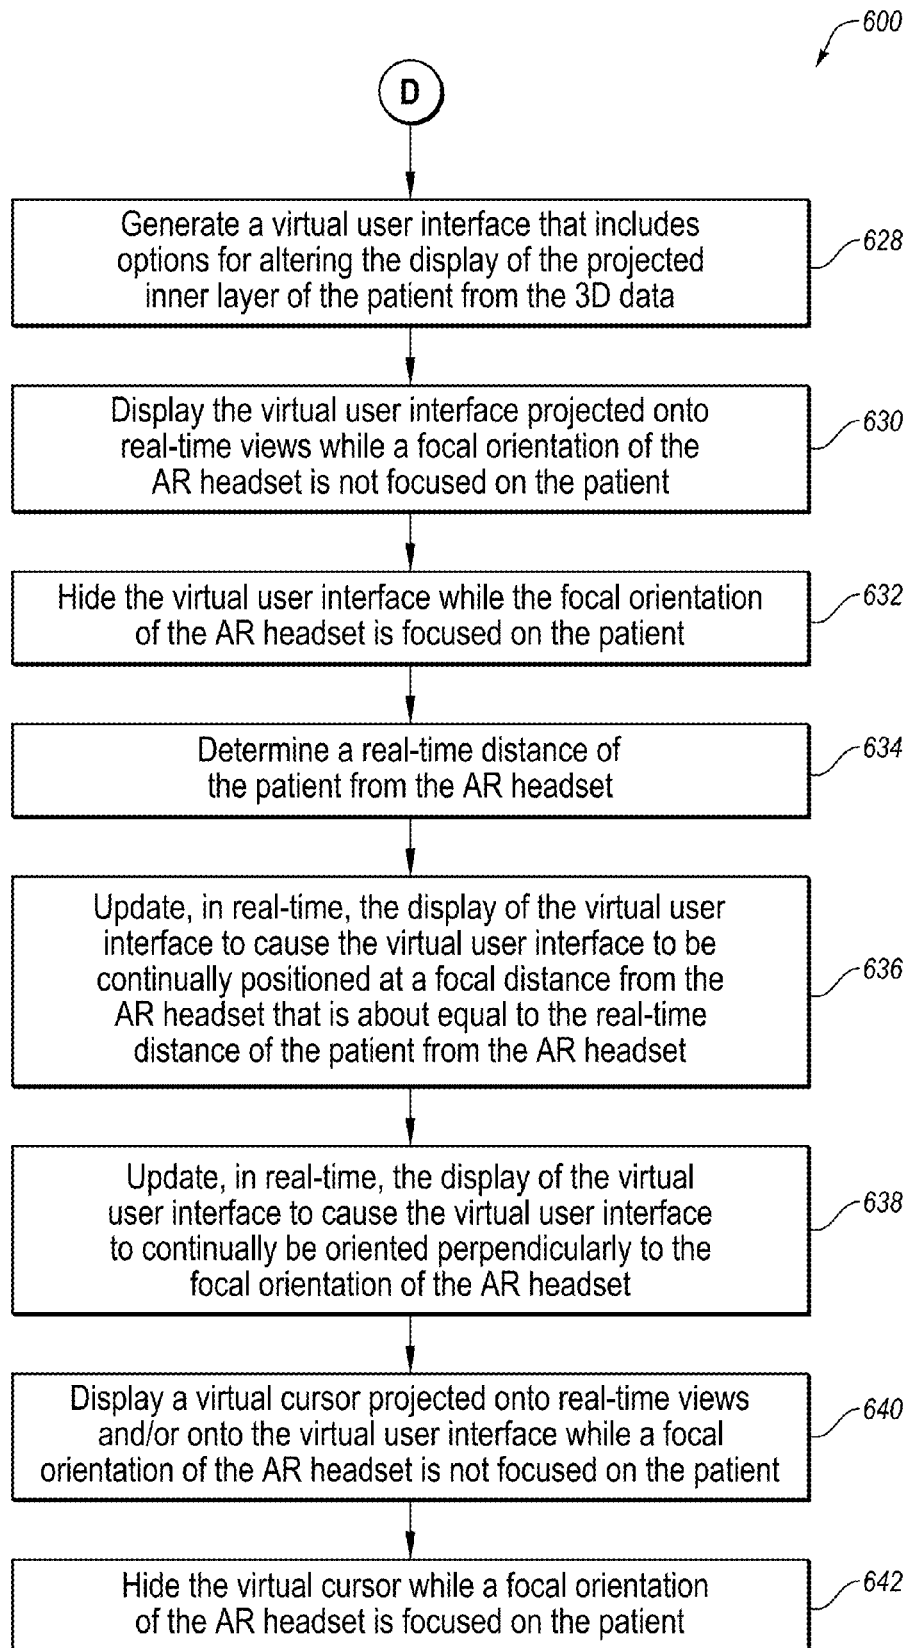 600
D
Generate a virtual user interface that includes
options for altering the display of the projected
inner layer of the patient from the 3D data
628
Display the virtual user interface projected onto
real-time views while a focal orientation of the
AR headset is not focused on the patient
630
Hide the virtual user interface while the focal orientation
of the AR headset is focused on the patient
632
Determine a real-time distance of
the patient from the AR headset
634
Update, in real-time, the display of the virtual user
interface to cause the virtual user interface to be
continually positioned at a focal distance from the
AR headset that is about equal to the real-time
distance of the patient from the AR headset
636
Update, in real-time, the display of the virtual
user interface to cause the virtual user interface
to continually be oriented perpendicularly to the
focal orientation of the AR headset
638
Display a virtual cursor projected onto real-time views
and/or onto the virtual user interface while a focal
orientation of the AR headset is not focused on the patient
640
Hide the virtual cursor while a focal orientation
of the AR headset is focused on the patient
642